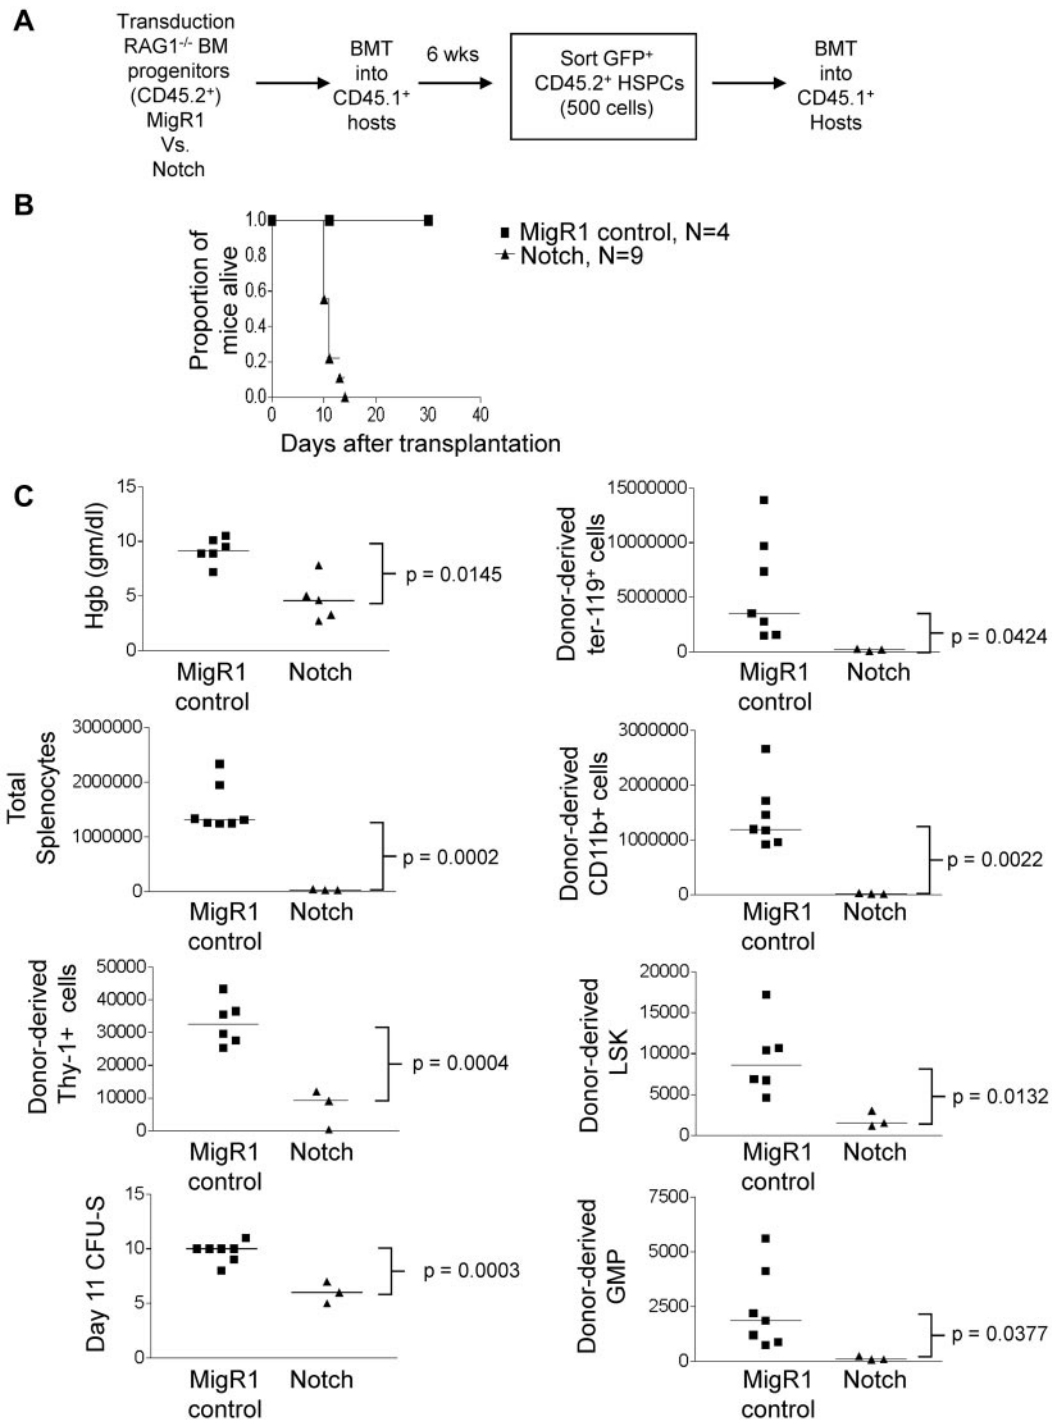 A
Transduction
RAG1-/- BM
progenitors
(CD45.2+)
MigR1
Vs.
Notch
BMT
into
CD45.1+
hosts
6 wks
Sort GFP+
CD45.2+ HSPCs
(500 cells)
BMT
into
CD45.1+
Hosts
B
Proportion of
mice alive
1.0
0.8
0.6
0.4
0.2
0.0
0 10 20 30 40
Days after transplantation
MigR1 control, N=4
Notch, N=9
C
Hgb (gm/dl)
15
10
5
0
p = 0.0145
MigR1
control
Notch
Donor-derived
ter-119+ cells
15000000
10000000
5000000
0
p = 0.0424
MigR1
control
Notch
Total
Splenocytes
3000000
2000000
1000000
0
p = 0.0002
MigR1
control
Notch
Donor-derived
CD11b+ cells
3000000
2000000
1000000
0
p = 0.0022
MigR1
control
Notch
Donor-derived
Thy-1+ cells
50000
40000
30000
20000
10000
0
p = 0.0004
MigR1
control
Notch
Donor-derived
LSK
20000
15000
10000
5000
0
p = 0.0132
MigR1
control
Notch
Day 11 CFU-S
15
10
5
0
p = 0.0003
MigR1
control
Notch
Donor-derived
GMP
7500
5000
2500
0
p = 0.0377
MigR1
control
Notch